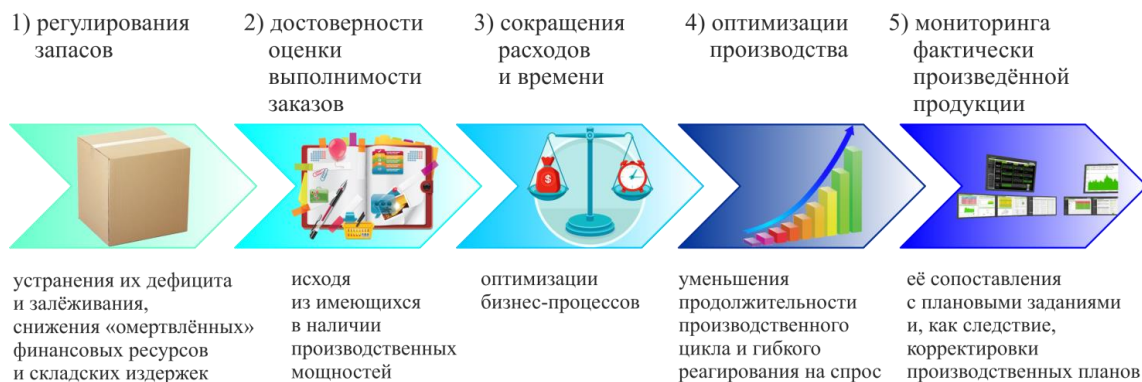 1) регулирования
запасов
2) достоверности
оценки
выполнимости
заказов
3) сокращения
расходов
и времени
4) оптимизации
производства
5) мониторинга
фактически
произведённой
продукции
$
устранения их дефицита
и залёживания,
снижения «омертвлённых»
финансовых ресурсов
и складских издержек
исходя
из имеющихся
в наличии
производственных
мощностей
оптимизации
бизнес-процессов
уменьшения
продолжительности
производственного
цикла и гибкого
реагирования на спрос
её сопоставления
с плановыми заданиями
и, как следствие,
корректировки
производственных планов